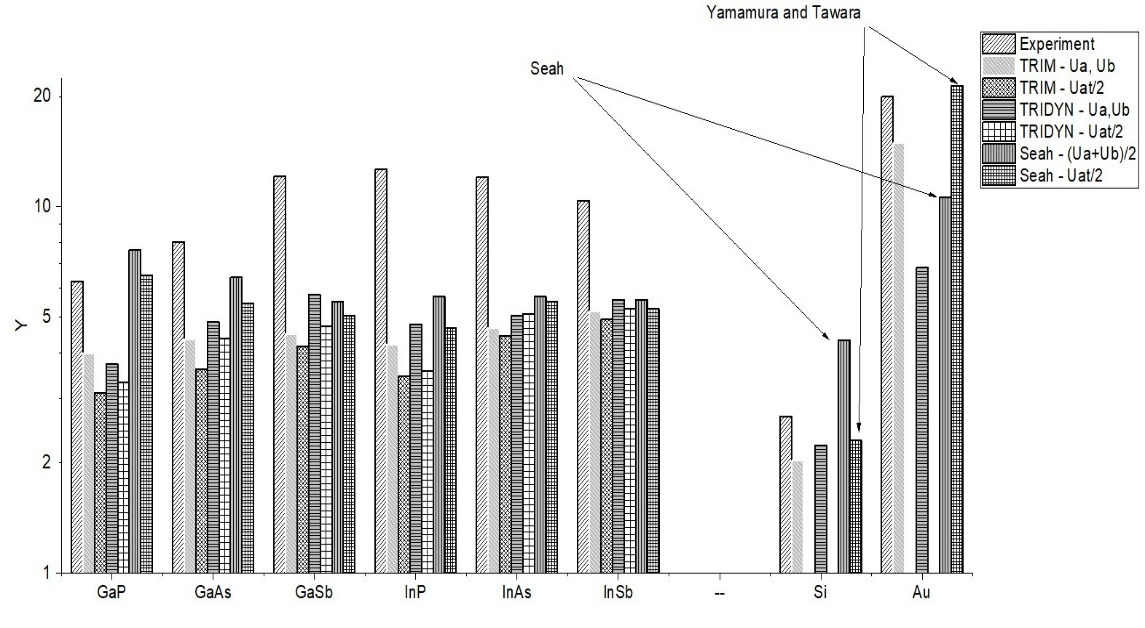 Yamamura and Tawara
Seah
Experiment
TRIM - Ua, Ub
TRIM - Uat/2
TRIDYN - Ua,Ub
TRIDYN - Uat/2
Seah - (Ua+Ub)/2
Seah - Uat/2
20
10
5
2
1
Y
GaP GaAs GaSb InP InAs InSb -- Si Au